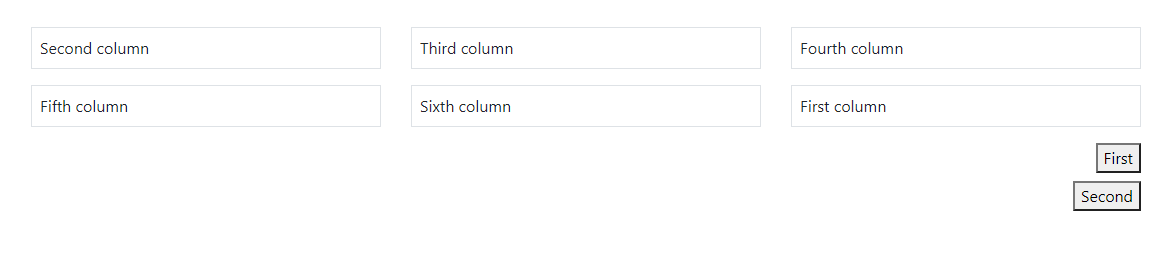 Second column Third column Fourth column
Fifth column Sixth column First column
First
Second